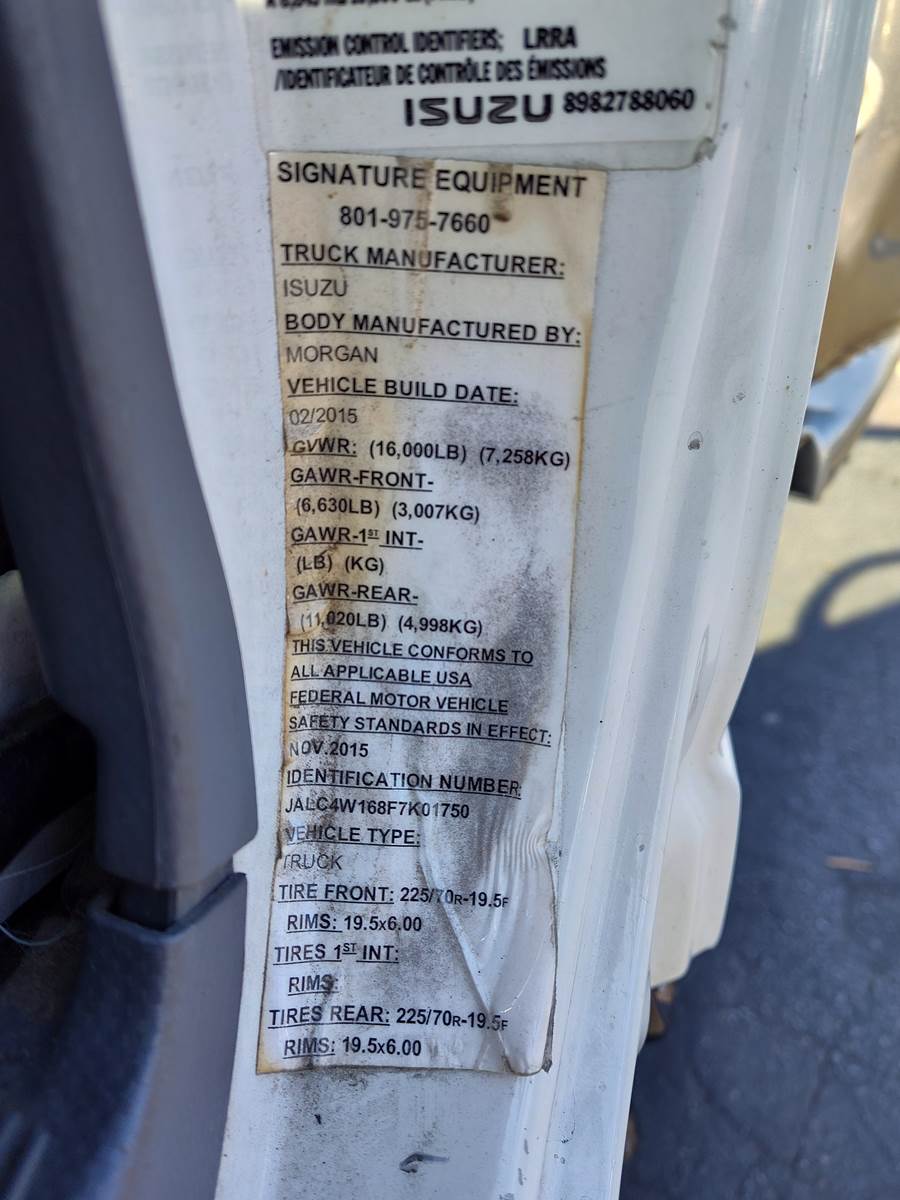 EMISSION CONTROL IDENTIFIERS; LRRA
/IDENTIFICATEUR DE CONTRÔLE DES ÉMISSIONS
ISUZU 8982788060
SIGNATURE EQUIPMENT
801-975-7660
TRUCK MANUFACTURER:
ISUZU
BODY MANUFACTURED BY:
MORGAN
VEHICLE BUILD DATE:
02/2015
GVWR: (16,000LB) (7,258KG)
GAWR-FRONT-
(6,630LB) (3,007KG)
GAWR-1ST INT-
(LB) (KG)
GAWR-REAR-
(11,020LB) (4,998KG)
THIS VEHICLE CONFORMS TO
ALL APPLICABLE USA
FEDERAL MOTOR VEHICLE
SAFETY STANDARDS IN EFFECT:
NOV.2015
IDENTIFICATION NUMBER:
JALC4W168F7K01750
VEHICLE TYPE:
TRUCK
TIRE FRONT: 225/70R-19.5F
RIMS: 19.5x6.00
TIRES 1ST INT:
RIMS:
TIRES REAR: 225/70R-19.5F
RIMS: 19.5x6.00